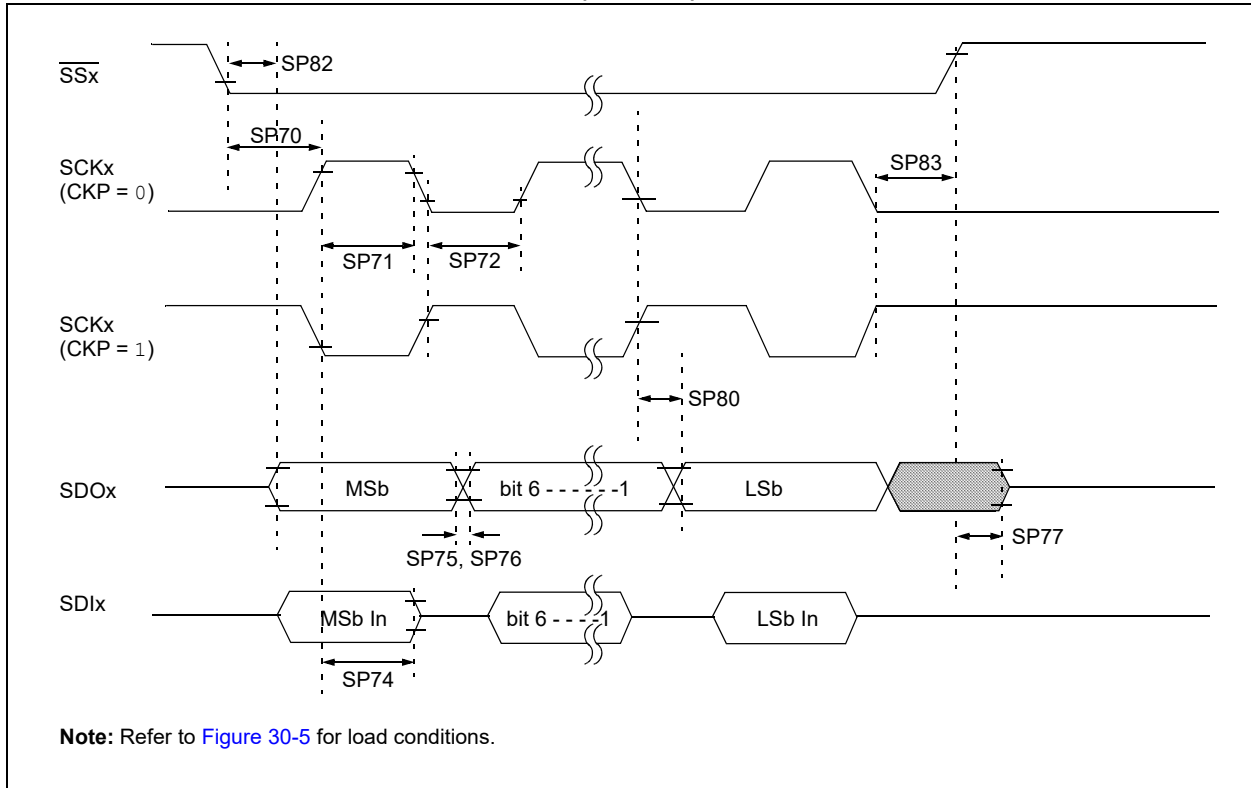 SSx
SP82
SP70
SCKx
(CKP = 0)
SP83
SP71
SP72
SCKx
(CKP = 1)
SP80
SDOx
MSb
bit 6 - - - - - -1
LSb
SP75, SP76
SP77
SDIx
MSb In
bit 6 - - - -1
LSb In
SP74
Note: Refer to Figure 30-5 for load conditions.